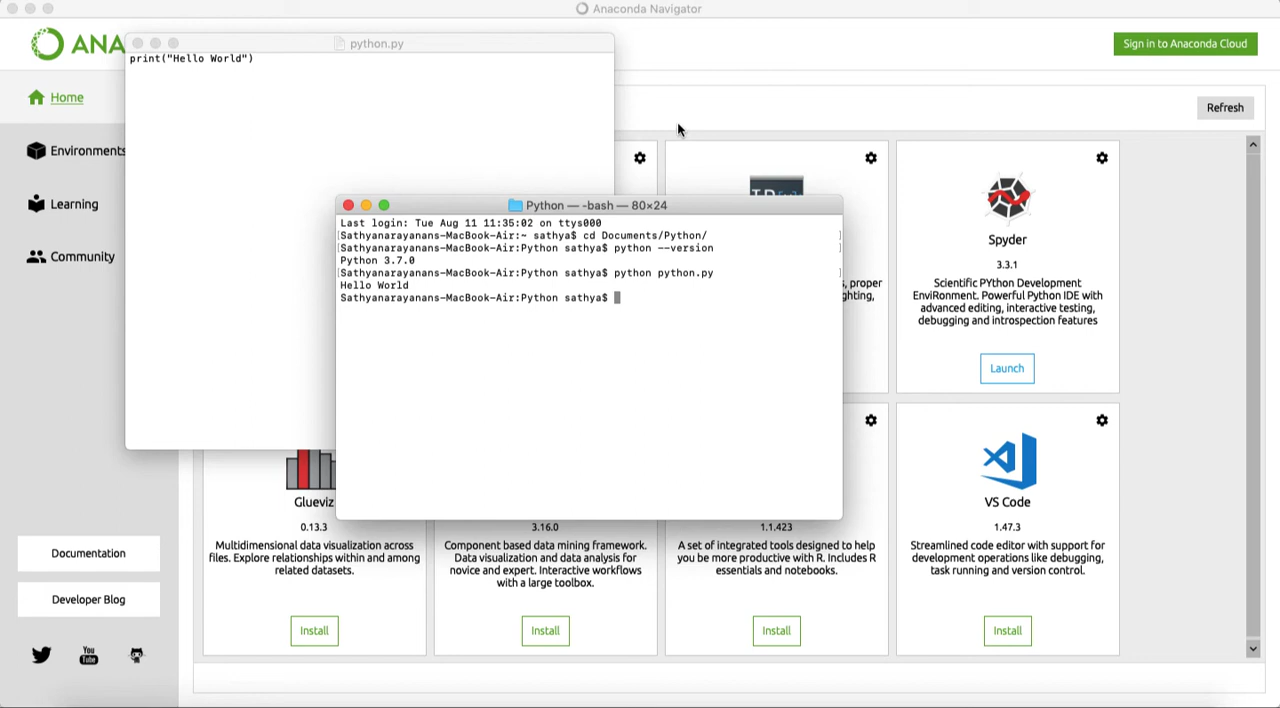 Anaconda Navigator
ANA
Sign in to Anaconda Cloud
python.py
print("Hello World")
Home
Environments
Learning
Community
Documentation
Developer Blog
You
Tube
Refresh
Python — -bash — 80×24
Last login: Tue Aug 11 11:35:02 on ttys000
[Sathyanarayanans-MacBook-Air:~ sathya$ cd Documents/Python/ ]
[Sathyanarayanans-MacBook-Air:Python sathya$ python --version ]
Python 3.7.0
[Sathyanarayanans-MacBook-Air:Python sathya$ python python.py ]
Hello World
Sathyanarayanans-MacBook-Air:Python sathya$
, proper
ghting,
Spyder
3.3.1
Scientific PYthon Development
EnviRonment. Powerful Python IDE with
advanced editing, interactive testing,
debugging and introspection features
Launch
Glueviz
0.13.3
Multidimensional data visualization across
files. Explore relationships within and among
related datasets.
Install
3.16.0
Component based data mining framework.
Data visualization and data analysis for
novice and expert. Interactive workflows
with a large toolbox.
Install
1.1.423
A set of integrated tools designed to help
you be more productive with R. Includes R
essentials and notebooks.
Install
VS Code
1.47.3
Streamlined code editor with support for
development operations like debugging,
task running and version control.
Install